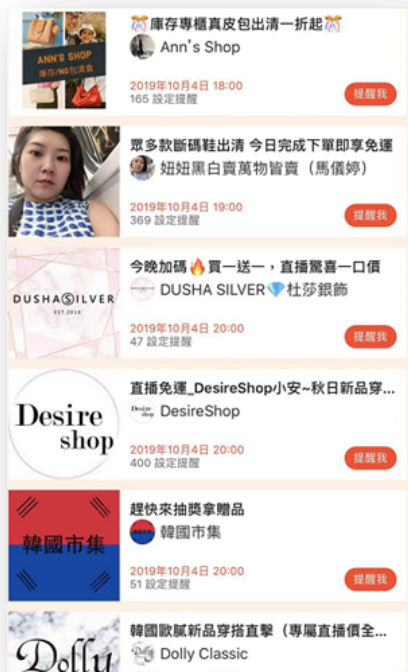 🎊庫存專櫃真皮包出清一折起🎊
ANN'S SHOP
庫存/NG包清倉
Ann's Shop
2019年10月4日 18:00
165 設定提醒
提醒我
眾多款斷碼鞋出清 今日完成下單即享免運
妞妞黑白賣萬物皆賣（馬儀婷）
2019年10月4日 19:00
369 設定提醒
提醒我
今晚加碼🔥買一送一，直播驚喜一口價
DUSHA SILVER
EST.2018
DUSHA SILVER💎杜莎銀飾
2019年10月4日 20:00
47 設定提醒
提醒我
直播免運_DesireShop小安~秋日新品穿...
Desire
shop
DesireShop
2019年10月4日 20:00
400 設定提醒
提醒我
趕快來抽獎拿贈品
韓國市集
韓國市集
2019年10月4日 20:00
51 設定提醒
提醒我
韓國歐膩新品穿搭直擊（專屬直播價全...
Dolly
Dolly Classic